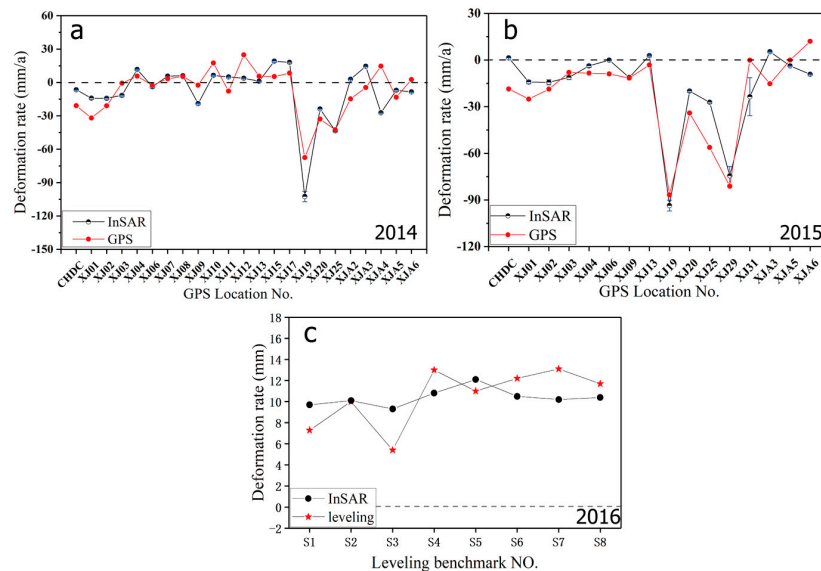 a
60
30
0
-30
-60
-90
-120
-150
Deformation rate (mm/a)
InSAR
GPS
2014
CHDC XJ01 XJ02 XJ03 XJ04 XJ06 XJ07 XJ08 XJ09 XJ10 XJ11 XJ12 XJ13 XJ15 XJ17 XJ19 XJ20 XJ25 XJA2 XJA3 XJA4 XJA5 XJA6
GPS Location No.
b
30
0
-30
-60
-90
-120
Deformation rate (mm/a)
InSAR
GPS
2015
CHDC XJ01 XJ02 XJ03 XJ04 XJ06 XJ09 XJ13 XJ19 XJ20 XJ25 XJ29 XJ31 XJA3 XJA5 XJA6
GPS Location No.
c
18
16
14
12
10
8
6
4
2
0
-2
Deformation rate (mm)
InSAR
leveling
2016
S1 S2 S3 S4 S5 S6 S7 S8
Leveling benchmark NO.